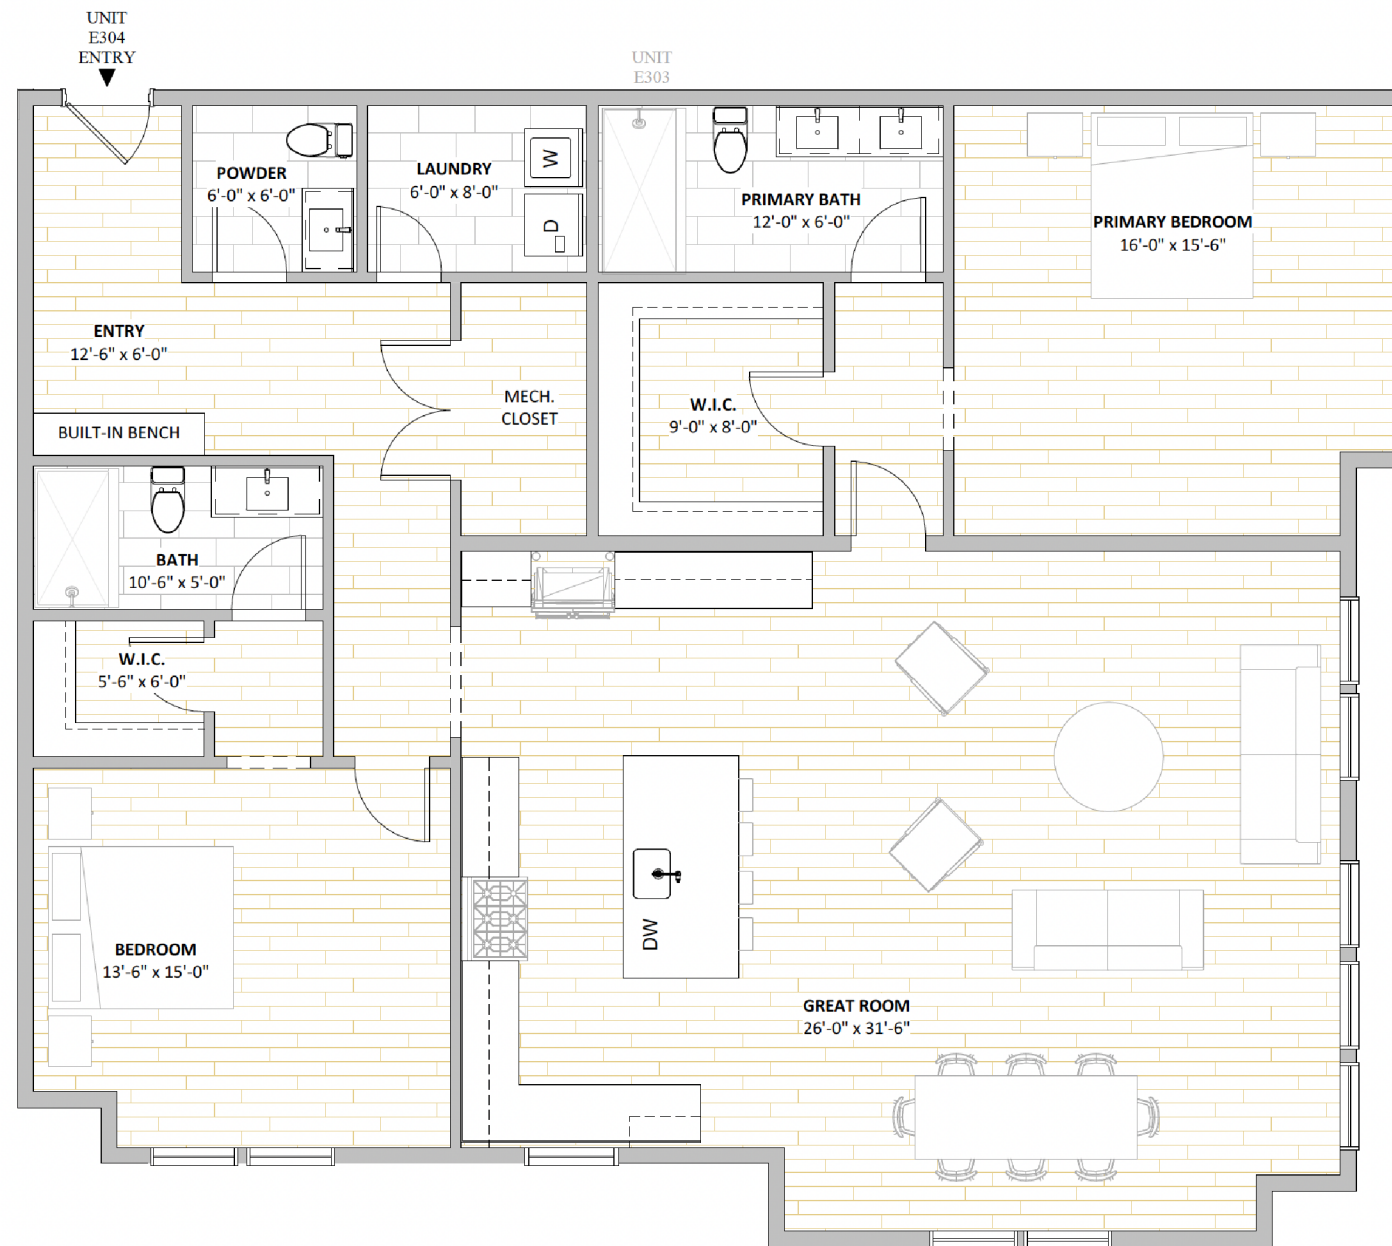 UNIT
E304
ENTRY
UNIT
E303
POWDER
6'-0" x 6'-0"
LAUNDRY
6'-0" x 8'-0"
W
D
PRIMARY BATH
12'-0" x 6'-0"
PRIMARY BEDROOM
16'-0" x 15'-6"
ENTRY
12'-6" x 6'-0"
BUILT-IN BENCH
MECH.
CLOSET
W.I.C.
9'-0" x 8'-0"
BATH
10'-6" x 5'-0"
W.I.C.
5'-6" x 6'-0"
BEDROOM
13'-6" x 15'-0"
DW
GREAT ROOM
26'-0" x 31'-6"